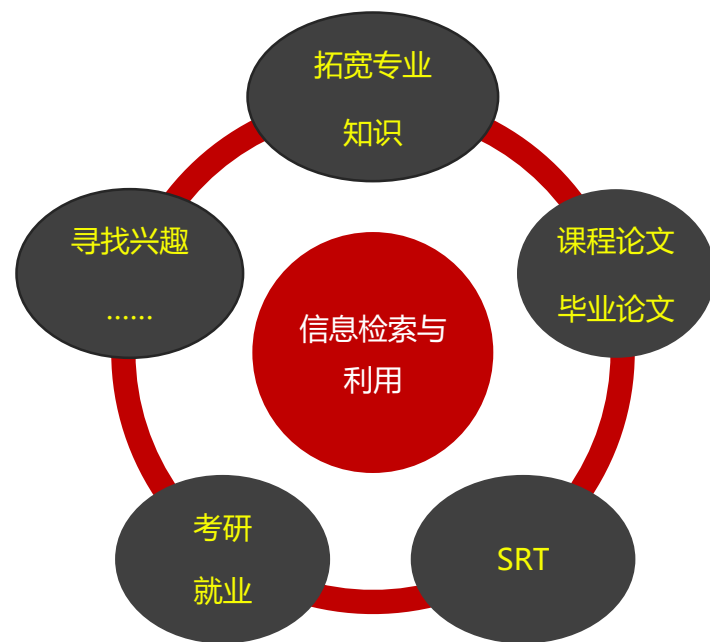 拓宽专业
知识
寻找兴趣
......
课程论文
毕业论文
信息检索与
利用
考研
就业
SRT